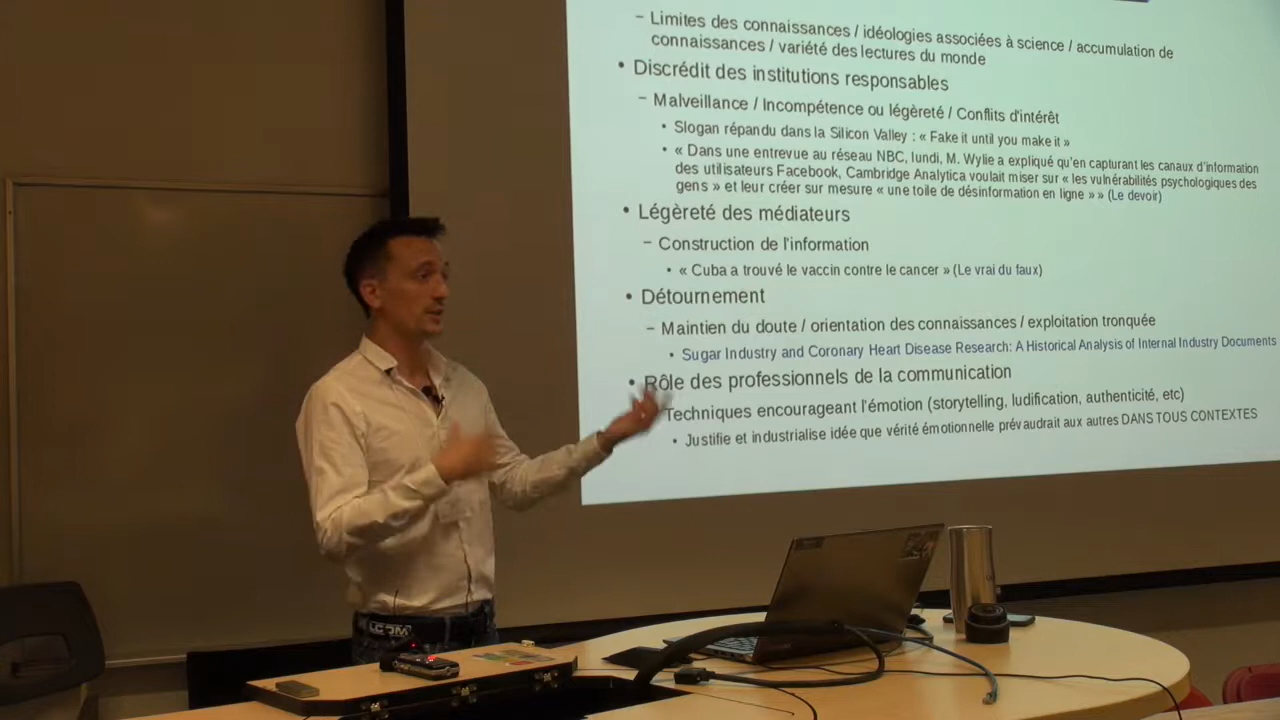 – Limites des connaissances / idéologies associées à science / accumulation de
connaissances / variété des lectures du monde
• Discrédit des institutions responsables
– Malveillance / Incompétence ou légèreté / Conflits d'intérêt
• Slogan répandu dans la Silicon Valley : « Fake it until you make it »
• « Dans une entrevue au réseau NBC, lundi, M. Wylie a expliqué qu'en capturant les canaux d'information
des utilisateurs Facebook, Cambridge Analytica voulait miser sur « les vulnérabilités psychologiques des
gens » et leur créer sur mesure « une toile de désinformation en ligne » » (Le devoir)
• Légèreté des médiateurs
– Construction de l'information
• « Cuba a trouvé le vaccin contre le cancer » (Le vrai du faux)
• Détournement
– Maintien du doute / orientation des connaissances / exploitation tronquée
• Sugar Industry and Coronary Heart Disease Research: A Historical Analysis of Internal Industry Documents
• Rôle des professionnels de la communication
Techniques encourageant l'émotion (storytelling, ludification, authenticité, etc)
• Justifie et industrialise idée que vérité émotionnelle prévaudrait aux autres DANS TOUS CONTEXTES